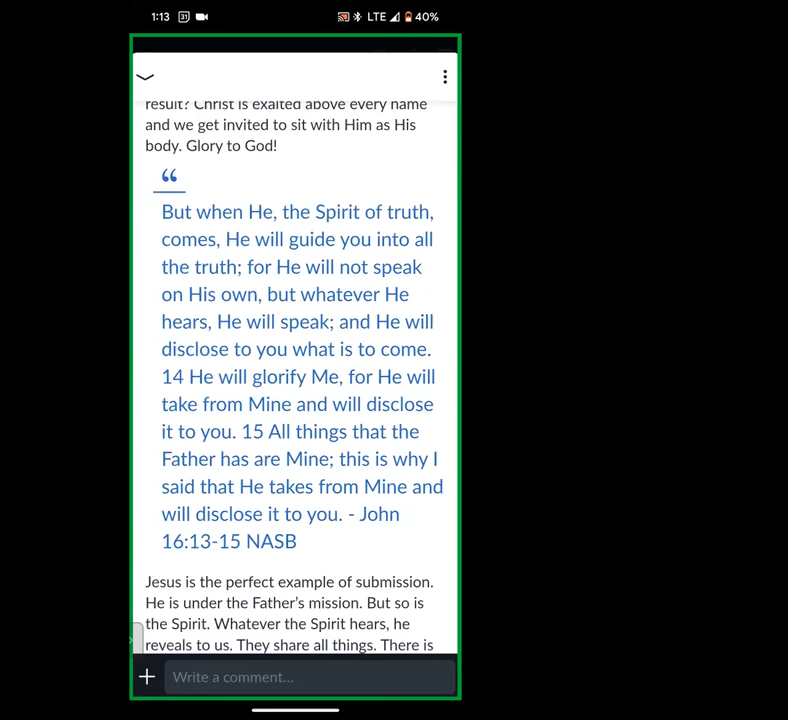 1:13 31 LTE 40%
result? Christ is exalted above every name
and we get invited to sit with Him as His
body. Glory to God!
“
But when He, the Spirit of truth,
comes, He will guide you into all
the truth; for He will not speak
on His own, but whatever He
hears, He will speak; and He will
disclose to you what is to come.
14 He will glorify Me, for He will
take from Mine and will disclose
it to you. 15 All things that the
Father has are Mine; this is why I
said that He takes from Mine and
will disclose it to you. - John
16:13-15 NASB
Jesus is the perfect example of submission.
He is under the Father’s mission. But so is
the Spirit. Whatever the Spirit hears, he
reveals to us. They share all things. There is
+ Write a comment...